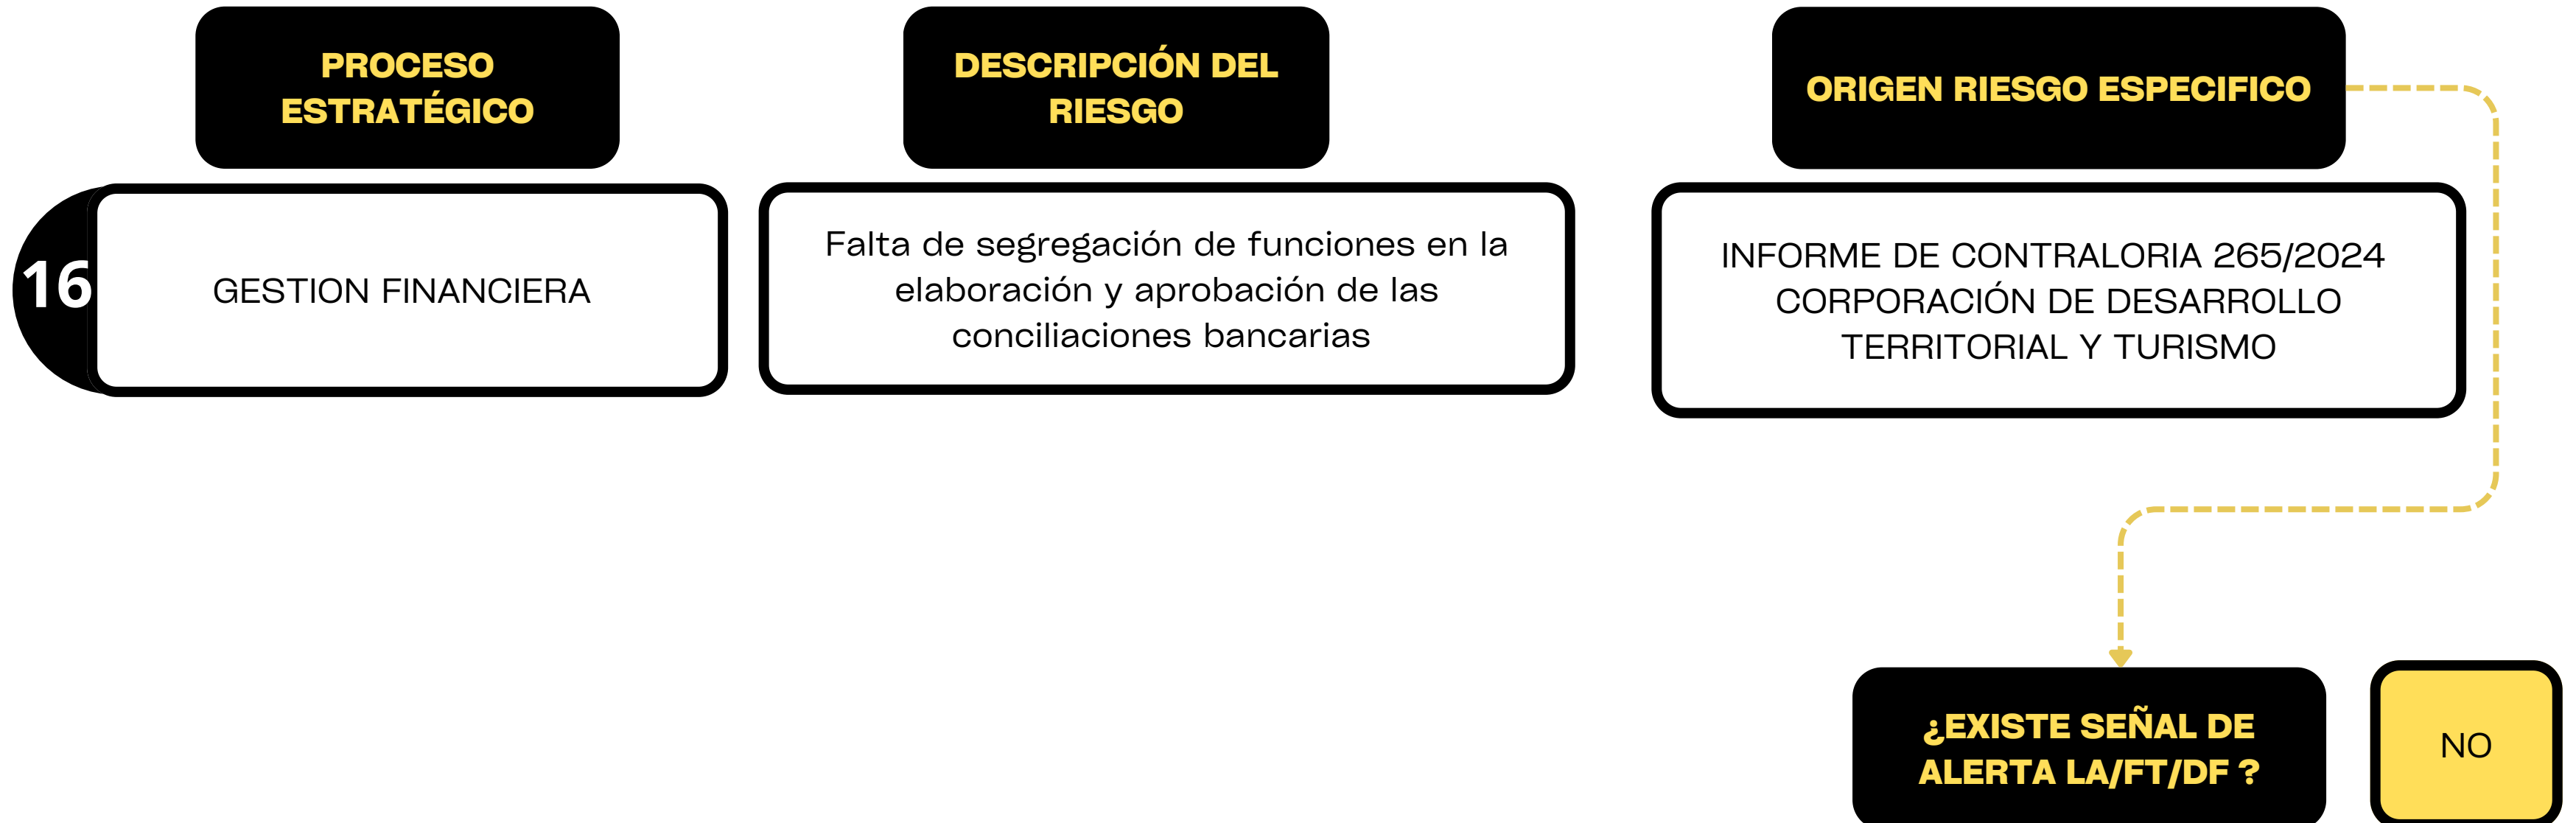 PROCESO
ESTRATÉGICO
DESCRIPCIÓN DEL
RIESGO
ORIGEN RIESGO ESPECIFICO
16
GESTION FINANCIERA
Falta de segregación de funciones en la
elaboración y aprobación de las
conciliaciones bancarias
INFORME DE CONTRALORIA 265/2024
CORPORACIÓN DE DESARROLLO
TERRITORIAL Y TURISMO
¿EXISTE SEÑAL DE
ALERTA LA/FT/DF ?
NO